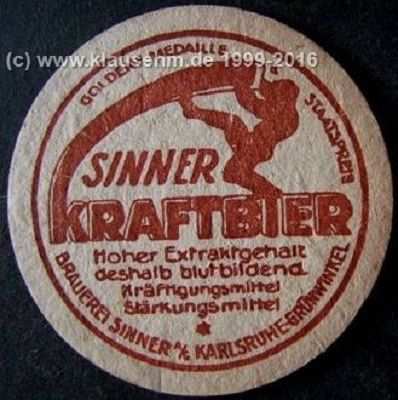 (c) www.klausehm.de 1999-2016
GOLDENE MEDAILLE
STAATSPREIS
SINNER
KRAFTBIER
Hoher Extraktgehalt
deshalb blutbildend
Kräftigungsmittel
Stärkungsmittel
BRAUEREI SINNER A/G KARLSRUHE-GRÜNWINKEL